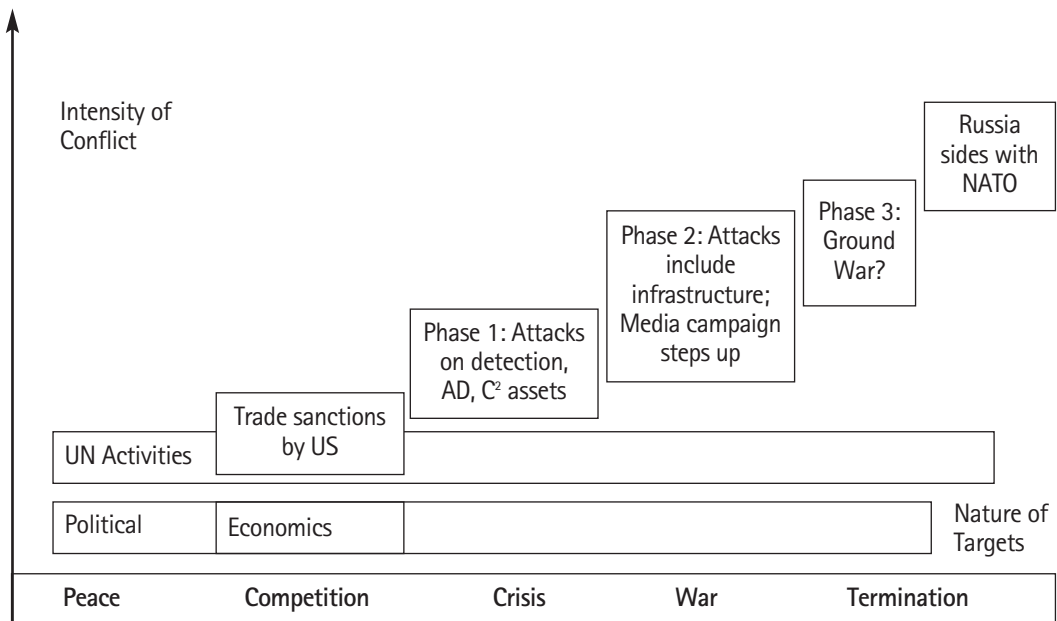 Intensity of
Conflict
Russia
sides with
NATO
Phase 3:
Ground
War?
Phase 2: Attacks
include
infrastructure;
Media campaign
steps up
Phase 1: Attacks
on detection,
AD, C² assets
Trade sanctions
by US
UN Activities
Political
Economics
Nature of
Targets
Peace
Competition
Crisis
War
Termination